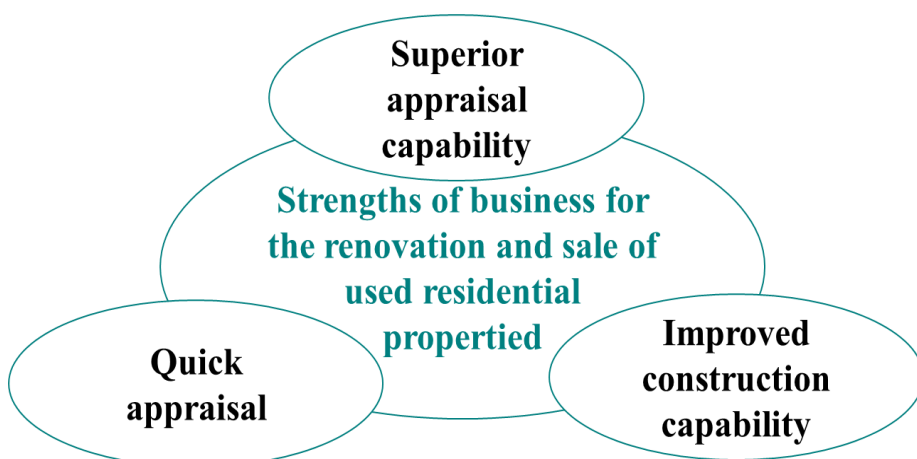 Superior
appraisal
capability
Strengths of business for
the renovation and sale of
used residential
propertied
Quick
appraisal
Improved
construction
capability